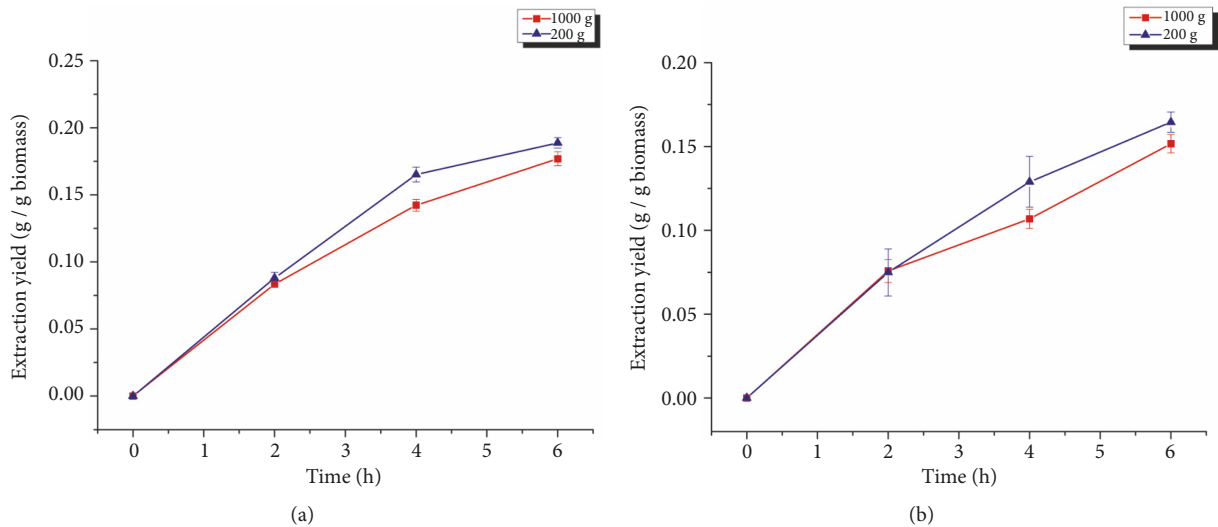 1000 g
200 g
0.25
0.20
0.15
0.10
0.05
0.00
Extraction yield (g / g biomass)
0 1 2 3 4 5 6
Time (h)
(a)
1000 g
200 g
0.20
0.15
0.10
0.05
0.00
Extraction yield (g / g biomass)
0 1 2 3 4 5 6
Time (h)
(b)